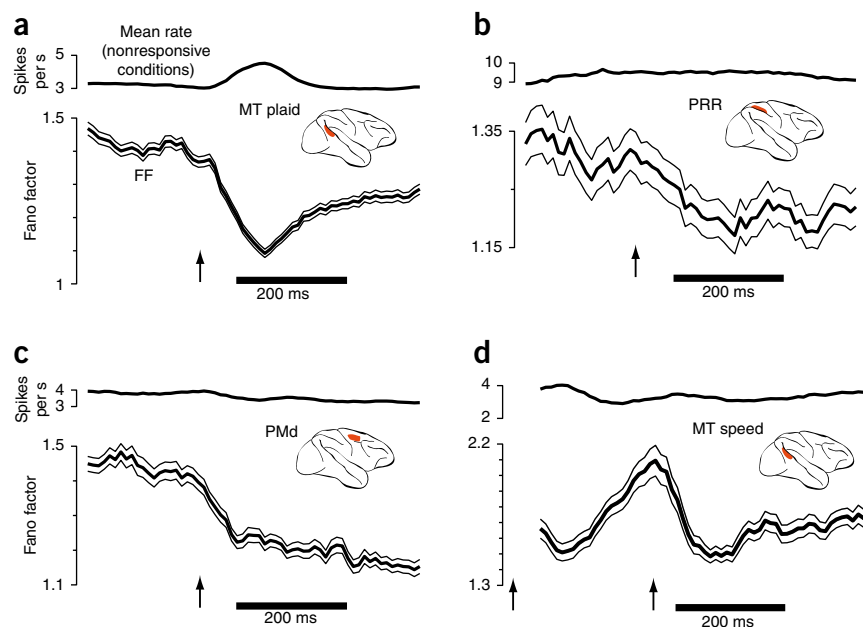 a
Spikes
per s
5
3
Mean rate
(nonresponsive
conditions)
MT plaid
1.5
FF
Fano factor
1
200 ms
b
10
9
PRR
1.35
1.15
200 ms
c
Spikes
per s
4
3
PMd
1.5
Fano factor
1.1
200 ms
d
4
2
MT speed
2.2
1.3
200 ms